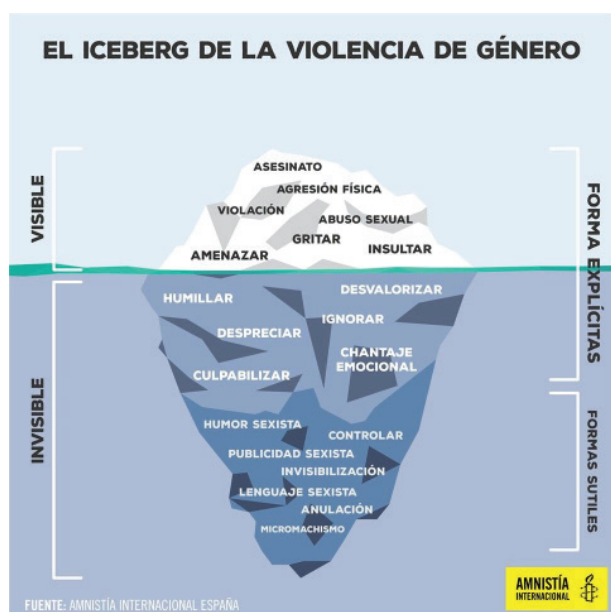 EL ICEBERG DE LA VIOLENCIA DE GÉNERO
VISIBLE
ASESINATO
AGRESIÓN FÍSICA
VIOLACIÓN
ABUSO SEXUAL
GRITAR
INSULTAR
AMENAZAR
FORMA EXPLÍCITAS
INVISIBLE
HUMILLAR
DESVALORIZAR
IGNORAR
DESPRECIAR
CHANTAJE
EMOCIONAL
CULPABILIZAR
FORMAS SUTILES
HUMOR SEXISTA
CONTROLAR
PUBLICIDAD SEXISTA
INVISIBILIZACIÓN
LENGUAJE SEXISTA
ANULACIÓN
MICROMACHISMO
FUENTE: AMNISTÍA INTERNACIONAL ESPAÑA
AMNISTÍA
INTERNACIONAL